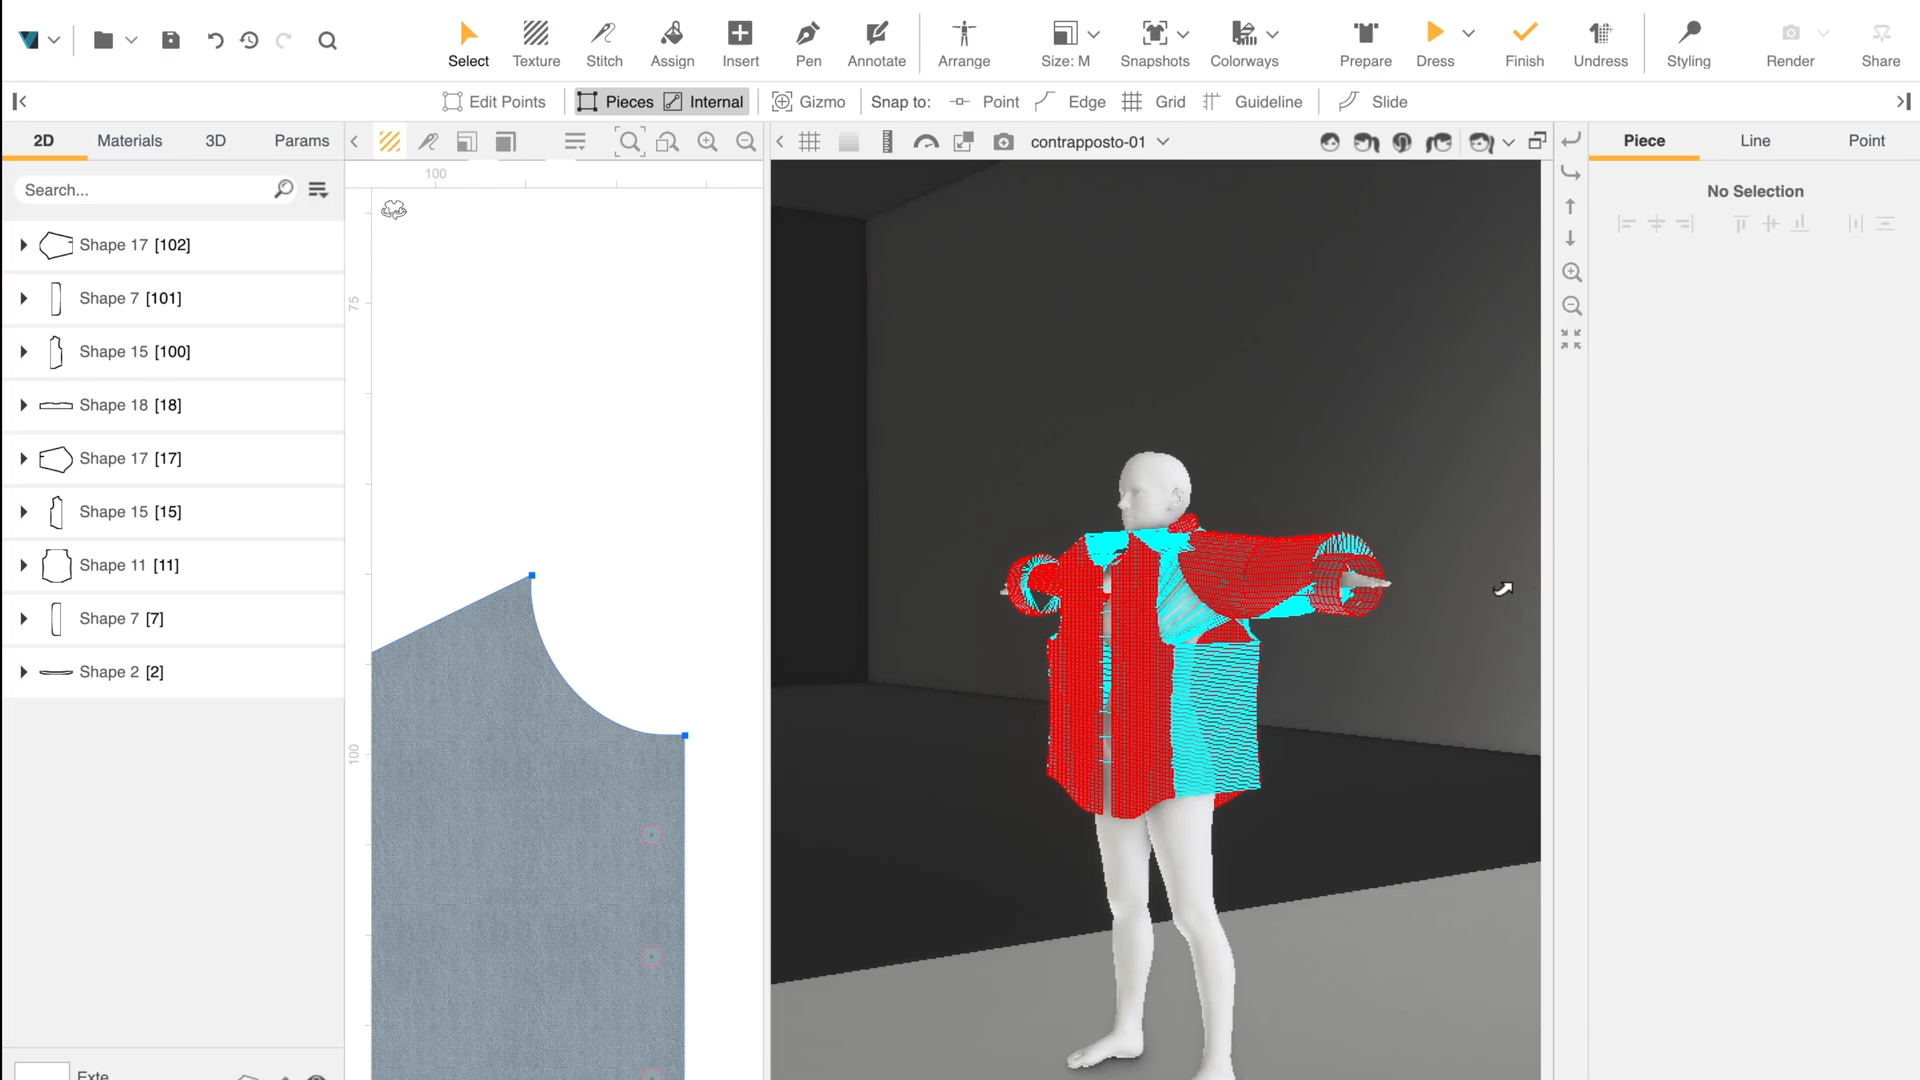 Select Texture Stitch Assign Insert Pen Annotate Arrange Size: M Snapshots Colorways Prepare Dress Finish Undress Styling Render Share
Edit Points Pieces Internal Gizmo Snap to: Point Edge Grid Guideline Slide
2D Materials 3D Params contrapposto-01 Piece Line Point
100
Search...
No Selection
Shape 17 [102]
Shape 7 [101]
75
Shape 15 [100]
Shape 18 [18]
Shape 17 [17]
Shape 15 [15]
Shape 11 [11]
Shape 7 [7]
Shape 2 [2]
100
Exte